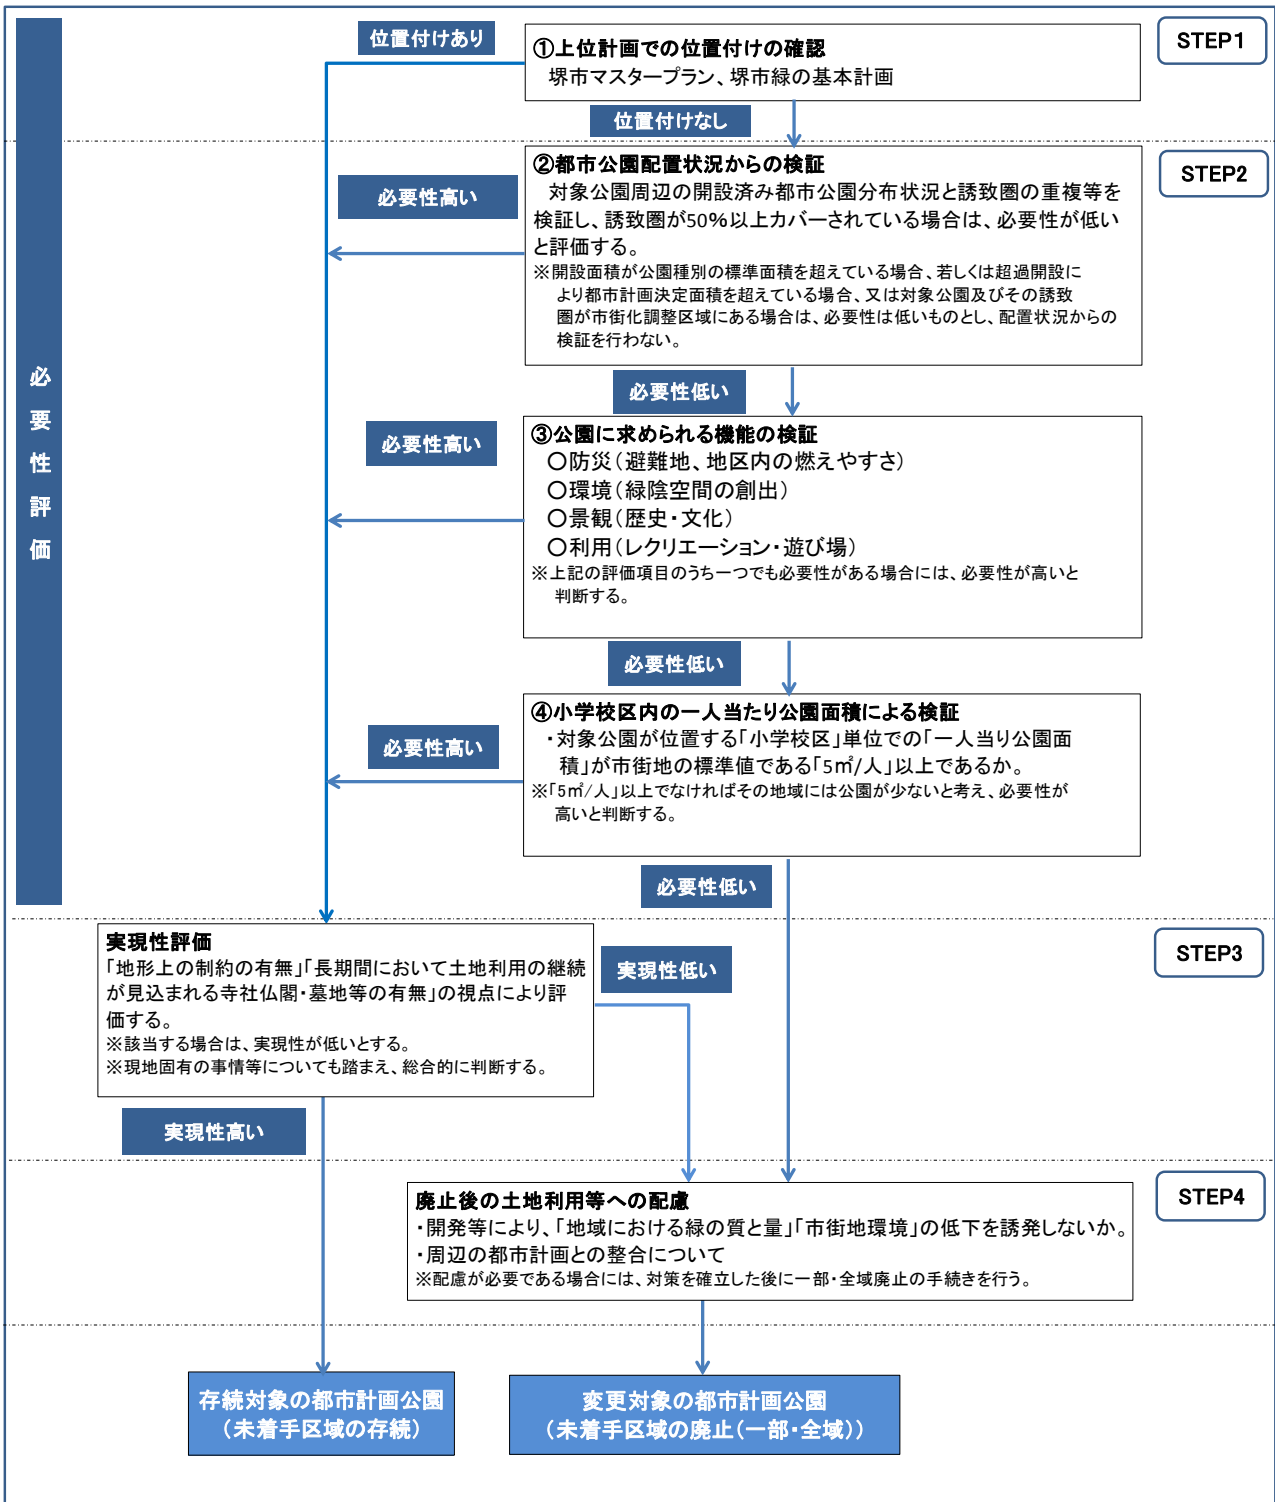 位置付けあり
①上位計画での位置付けの確認
堺市マスタープラン、堺市緑の基本計画
STEP1
位置付けなし
②都市公園配置状況からの検証
対象公園周辺の開設済み都市公園分布状況と誘致圏の重複等を
検証し、誘致圏が50%以上カバーされている場合は、必要性が低い
と評価する。
※開設面積が公園種別の標準面積を超えている場合、若しくは超過開設に
より都市計画決定面積を超えている場合、又は対象公園及びその誘致
圏が市街化調整区域にある場合は、必要性は低いものとし、配置状況からの
検証を行わない。
STEP2
必要性高い
必要性低い
必要性評価
③公園に求められる機能の検証
○防災（避難地、地区内の燃えやすさ）
○環境（緑陰空間の創出）
○景観（歴史・文化）
○利用（レクリエーション・遊び場）
※上記の評価項目のうち一つでも必要性がある場合には、必要性が高いと
判断する。
必要性高い
必要性低い
④小学校区内の一人当たり公園面積による検証
・対象公園が位置する「小学校区」単位での「一人当り公園面
積」が市街地の標準値である「5㎡/人」以上であるか。
※「5㎡/人」以上でなければその地域には公園が少ないと考え、必要性が
高いと判断する。
必要性高い
必要性低い
実現性評価
「地形上の制約の有無」「長期間において土地利用の継続
が見込まれる寺社仏閣・墓地等の有無」の視点により評
価する。
※該当する場合は、実現性が低いとする。
※現地固有の事情等についても踏まえ、総合的に判断する。
実現性低い
STEP3
実現性高い
廃止後の土地利用等への配慮
・開発等により、「地域における緑の質と量」「市街地環境」の低下を誘発しないか。
・周辺の都市計画との整合について
※配慮が必要である場合には、対策を確立した後に一部・全域廃止の手続きを行う。
STEP4
存続対象の都市計画公園
（未着手区域の存続）
変更対象の都市計画公園
（未着手区域の廃止（一部・全域））